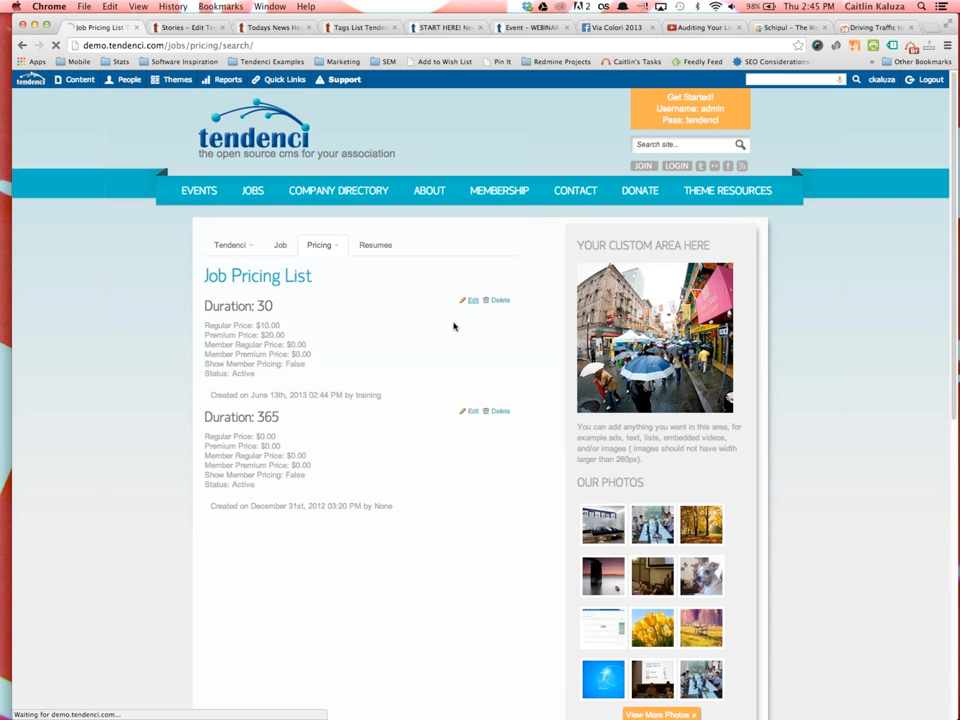 Chrome File Edit View History Bookmarks Window Help 2 98% Thu 2:45 PM Caitlin Kaluza
Job Pricing List Stories - Edit Te Todays News He Tags List Tenden START HERE! Ne Event - WEBINAR Via Colori 2013 Auditing Your Li Schipul - The W Driving Traffic to
demo.tendenci.com/jobs/pricing/search/
Apps Mobile Stats Software Inspiration Tendenci Examples Marketing SEM Add to Wish List Pin It Redmine Projects Caitlin's Tasks Feedly Feed SEO Considerations » Other Bookmarks
tendenci Content People Themes Reports Quick Links Support ckaluza Logout
Get Started!
Username: admin
Pass: tendenci
tendenci
the open source cms for your association
Search site...
JOIN LOGIN
EVENTS JOBS COMPANY DIRECTORY ABOUT MEMBERSHIP CONTACT DONATE THEME RESOURCES
Tendenci Job Pricing Resumes
Job Pricing List
Duration: 30
Edit Delete
Regular Price: $10.00
Premium Price: $20.00
Member Regular Price: $0.00
Member Premium Price: $0.00
Show Member Pricing: False
Status: Active
Created on June 13th, 2013 02:44 PM by training
Duration: 365
Edit Delete
Regular Price: $0.00
Premium Price: $0.00
Member Regular Price: $0.00
Member Premium Price: $0.00
Show Member Pricing: False
Status: Active
Created on December 31st, 2012 03:20 PM by None
YOUR CUSTOM AREA HERE
You can add anything you want in this area, for
example ads, text, lists, embedded videos,
and/or images ( images should not have width
larger than 260px).
OUR PHOTOS
View More Photos »
Waiting for demo.tendenci.com...